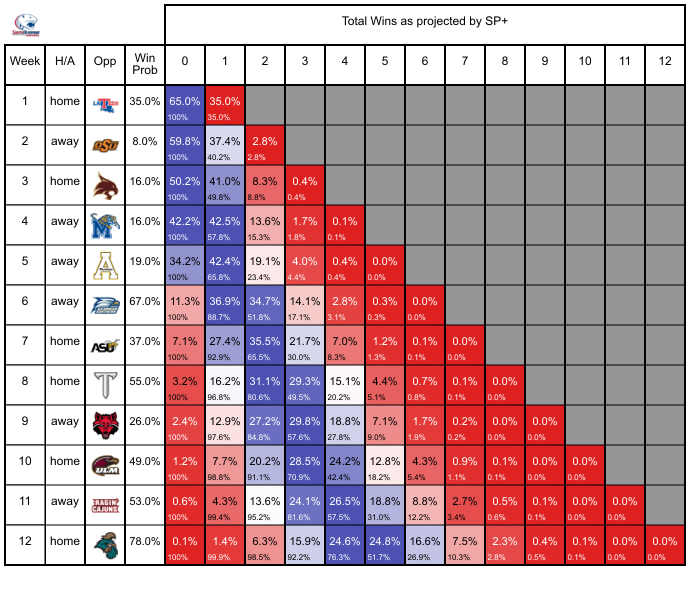 Total Wins as projected by SP+
Week H/A Opp Win Prob 0 1 2 3 4 5 6 7 8 9 10 11 12
1 home LA TECH 35.0% 65.0% 35.0%
100% 35.0%
2 away OSU 8.0% 59.8% 37.4% 2.8%
100% 40.2% 2.8%
3 home 16.0% 50.2% 41.0% 8.3% 0.4%
100% 49.8% 8.8% 0.4%
4 away M 16.0% 42.2% 42.5% 13.6% 1.7% 0.1%
100% 57.8% 15.3% 1.8% 0.1%
5 away A 19.0% 34.2% 42.4% 19.1% 4.0% 0.4% 0.0%
100% 65.8% 23.4% 4.4% 0.4% 0.0%
6 away 67.0% 11.3% 36.9% 34.7% 14.1% 2.8% 0.3% 0.0%
100% 88.7% 51.8% 17.1% 3.1% 0.3% 0.0%
7 home ASU 37.0% 7.1% 27.4% 35.5% 21.7% 7.0% 1.2% 0.1% 0.0%
100% 92.9% 65.5% 30.0% 8.3% 1.3% 0.1% 0.0%
8 home T 55.0% 3.2% 16.2% 31.1% 29.3% 15.1% 4.4% 0.7% 0.1% 0.0%
100% 96.8% 80.6% 49.5% 20.2% 5.1% 0.8% 0.1% 0.0%
9 away 26.0% 2.4% 12.9% 27.2% 29.8% 18.8% 7.1% 1.7% 0.2% 0.0% 0.0%
100% 97.6% 84.8% 57.6% 27.8% 9.0% 1.9% 0.2% 0.0% 0.0%
10 home ULM 49.0% 1.2% 7.7% 20.2% 28.5% 24.2% 12.8% 4.3% 0.9% 0.1% 0.0% 0.0%
100% 98.8% 91.1% 70.9% 42.4% 18.2% 5.4% 1.1% 0.1% 0.0% 0.0%
11 away RAGIN' CAJUNS 53.0% 0.6% 4.3% 13.6% 24.1% 26.5% 18.8% 8.8% 2.7% 0.5% 0.1% 0.0% 0.0%
100% 99.4% 95.2% 81.6% 57.5% 31.0% 12.2% 3.4% 0.6% 0.1% 0.0% 0.0%
12 home 78.0% 0.1% 1.4% 6.3% 15.9% 24.6% 24.8% 16.6% 7.5% 2.3% 0.4% 0.1% 0.0% 0.0%
100% 99.9% 98.5% 92.2% 76.3% 51.7% 26.9% 10.3% 2.8% 0.5% 0.1% 0.0% 0.0%